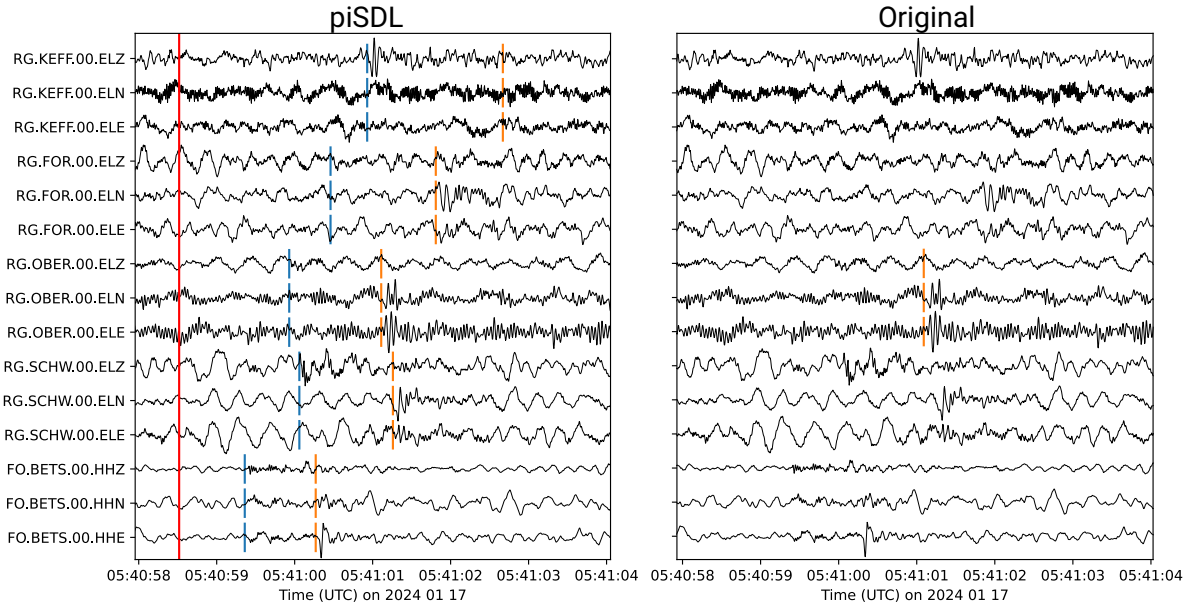 piSDL
Original
RG.KEFF.00.ELZ
RG.KEFF.00.ELN
RG.KEFF.00.ELE
RG.FOR.00.ELZ
RG.FOR.00.ELN
RG.FOR.00.ELE
RG.OBER.00.ELZ
RG.OBER.00.ELN
RG.OBER.00.ELE
RG.SCHW.00.ELZ
RG.SCHW.00.ELN
RG.SCHW.00.ELE
FO.BETS.00.HHZ
FO.BETS.00.HHN
FO.BETS.00.HHE
05:40:58 05:40:59 05:41:00 05:41:01 05:41:02 05:41:03 05:41:04
Time (UTC) on 2024 01 17
05:40:58 05:40:59 05:41:00 05:41:01 05:41:02 05:41:03 05:41:04
Time (UTC) on 2024 01 17